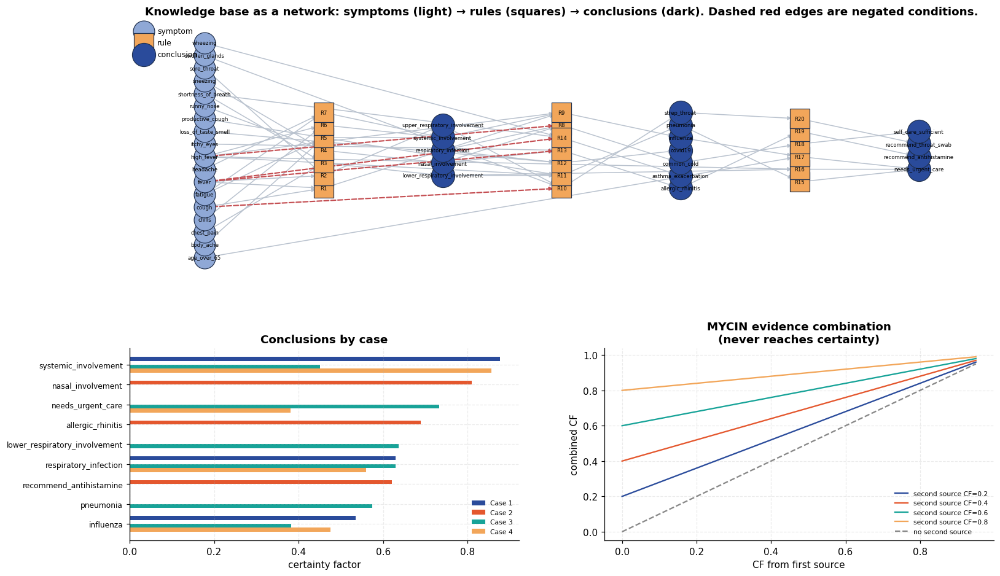 Knowledge base as a network: symptoms (light) → rules (squares) → conclusions (dark). Dashed red edges are negated conditions.
symptom
rule
conclusion
wheezing
swollen_glands
sore_throat
sneezing
shortness_of_breath
runny_nose
productive_cough
loss_of_taste_smell
itchy_eyes
high_fever
headache
fever
fatigue
cough
chills
chest_pain
body_ache
age_over_65
R7
R6
R5
R4
R3
R2
R1
upper_respiratory_involvement
systemic_involvement
respiratory_infection
nasal_involvement
lower_respiratory_involvement
R9
R8
R14
R13
R12
R11
R10
strep_throat
pneumonia
influenza
covid19
common_cold
asthma_exacerbation
allergic_rhinitis
R20
R19
R18
R17
R16
R15
self_care_sufficient
recommend_throat_swab
recommend_antihistamine
needs_urgent_care
Conclusions by case
systemic_involvement
nasal_involvement
needs_urgent_care
allergic_rhinitis
lower_respiratory_involvement
respiratory_infection
recommend_antihistamine
pneumonia
influenza
Case 1
Case 2
Case 3
Case 4
0.0 0.2 0.4 0.6 0.8
certainty factor
MYCIN evidence combination
(never reaches certainty)
combined CF
1.0
0.8
0.6
0.4
0.2
0.0
second source CF=0.2
second source CF=0.4
second source CF=0.6
second source CF=0.8
no second source
0.0 0.2 0.4 0.6 0.8
CF from first source